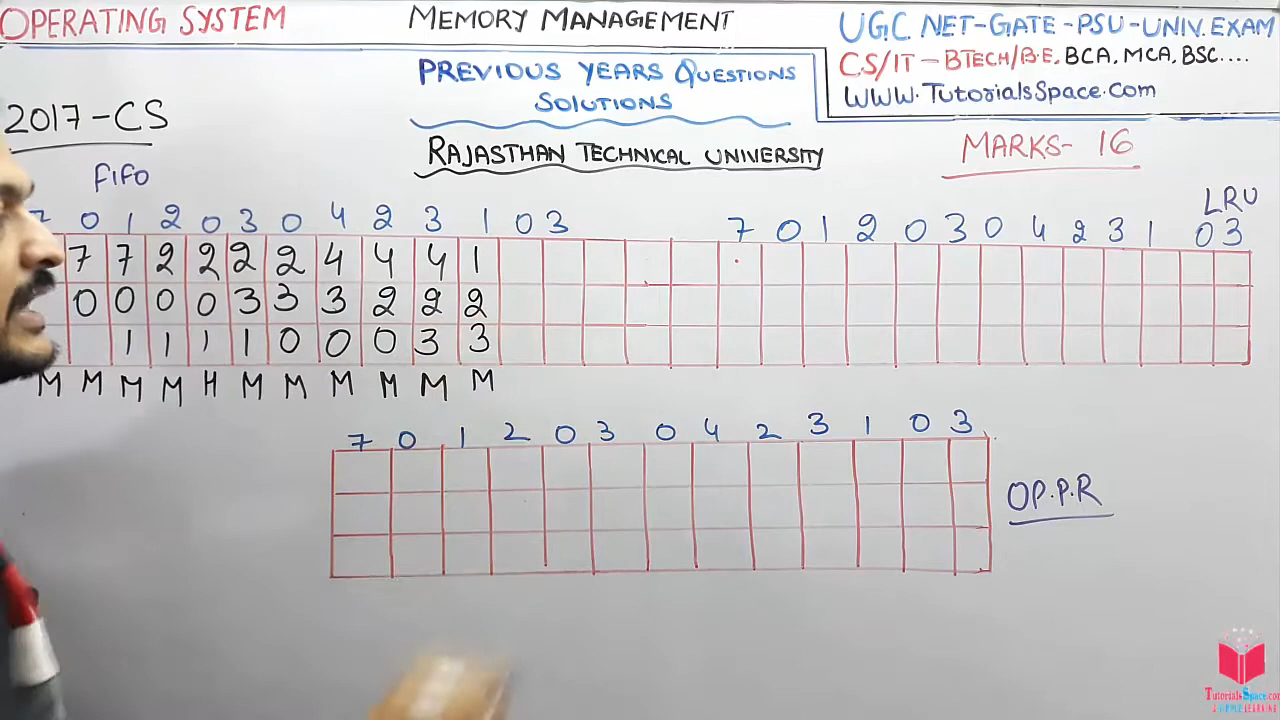 OPERATING SYSTEM
MEMORY MANAGEMENT
UGC NET-GATE-PSU-UNIV. EXAM
CS/IT - BTECH/B.E, BCA, MCA, BSC....
WWW.TutorialsSpace.com
PREVIOUS YEARS QUESTIONS
SOLUTIONS
2017-CS
RAJASTHAN TECHNICAL UNIVERSITY
MARKS- 16
FIFO
7 0 1 2 0 3 0 4 2 3 1 0 3
7 7 2 2 2 2 4 4 4 1
0 0 0 0 3 3 3 2 2 2
1 1 1 1 0 0 0 3 3
M M M M H M M M M M M
LRU
7 0 1 2 0 3 0 4 2 3 1 0 3
7 0 1 2 0 3 0 4 2 3 1 0 3
OP.P.R
TutorialsSpace.com